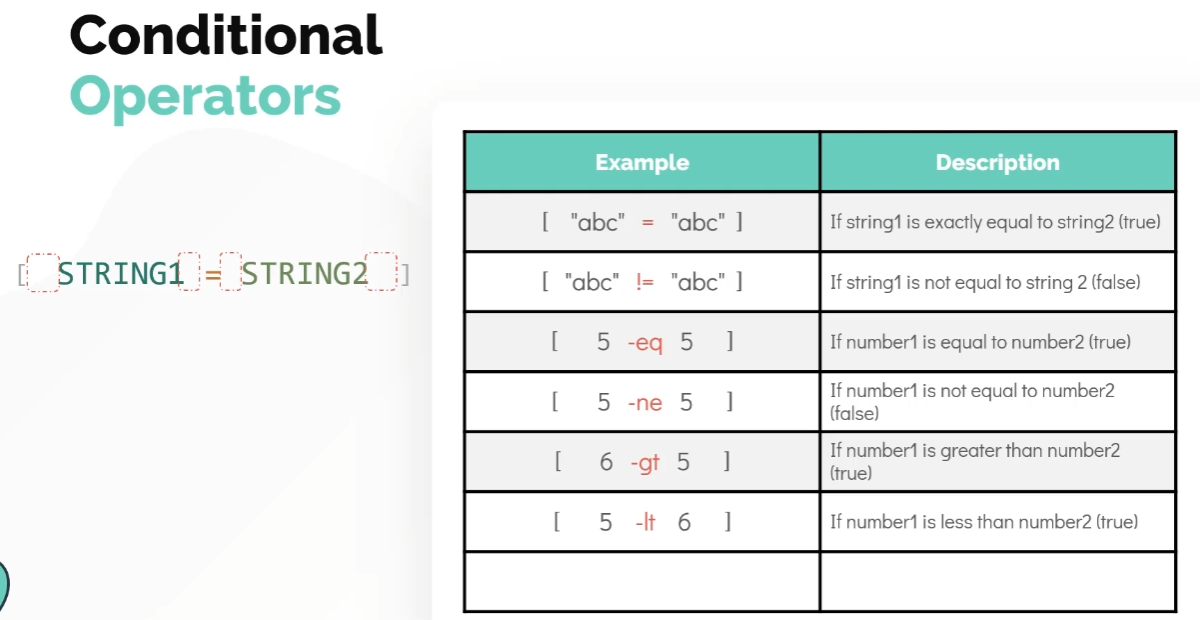 Conditional
Operators
[ STRING1 = STRING2 ]
Example Description
[ "abc" = "abc" ] If string1 is exactly equal to string2 (true)
[ "abc" != "abc" ] If string1 is not equal to string 2 (false)
[ 5 -eq 5 ] If number1 is equal to number2 (true)
[ 5 -ne 5 ] If number1 is not equal to number2
(false)
[ 6 -gt 5 ] If number1 is greater than number2
(true)
[ 5 -lt 6 ] If number1 is less than number2 (true)